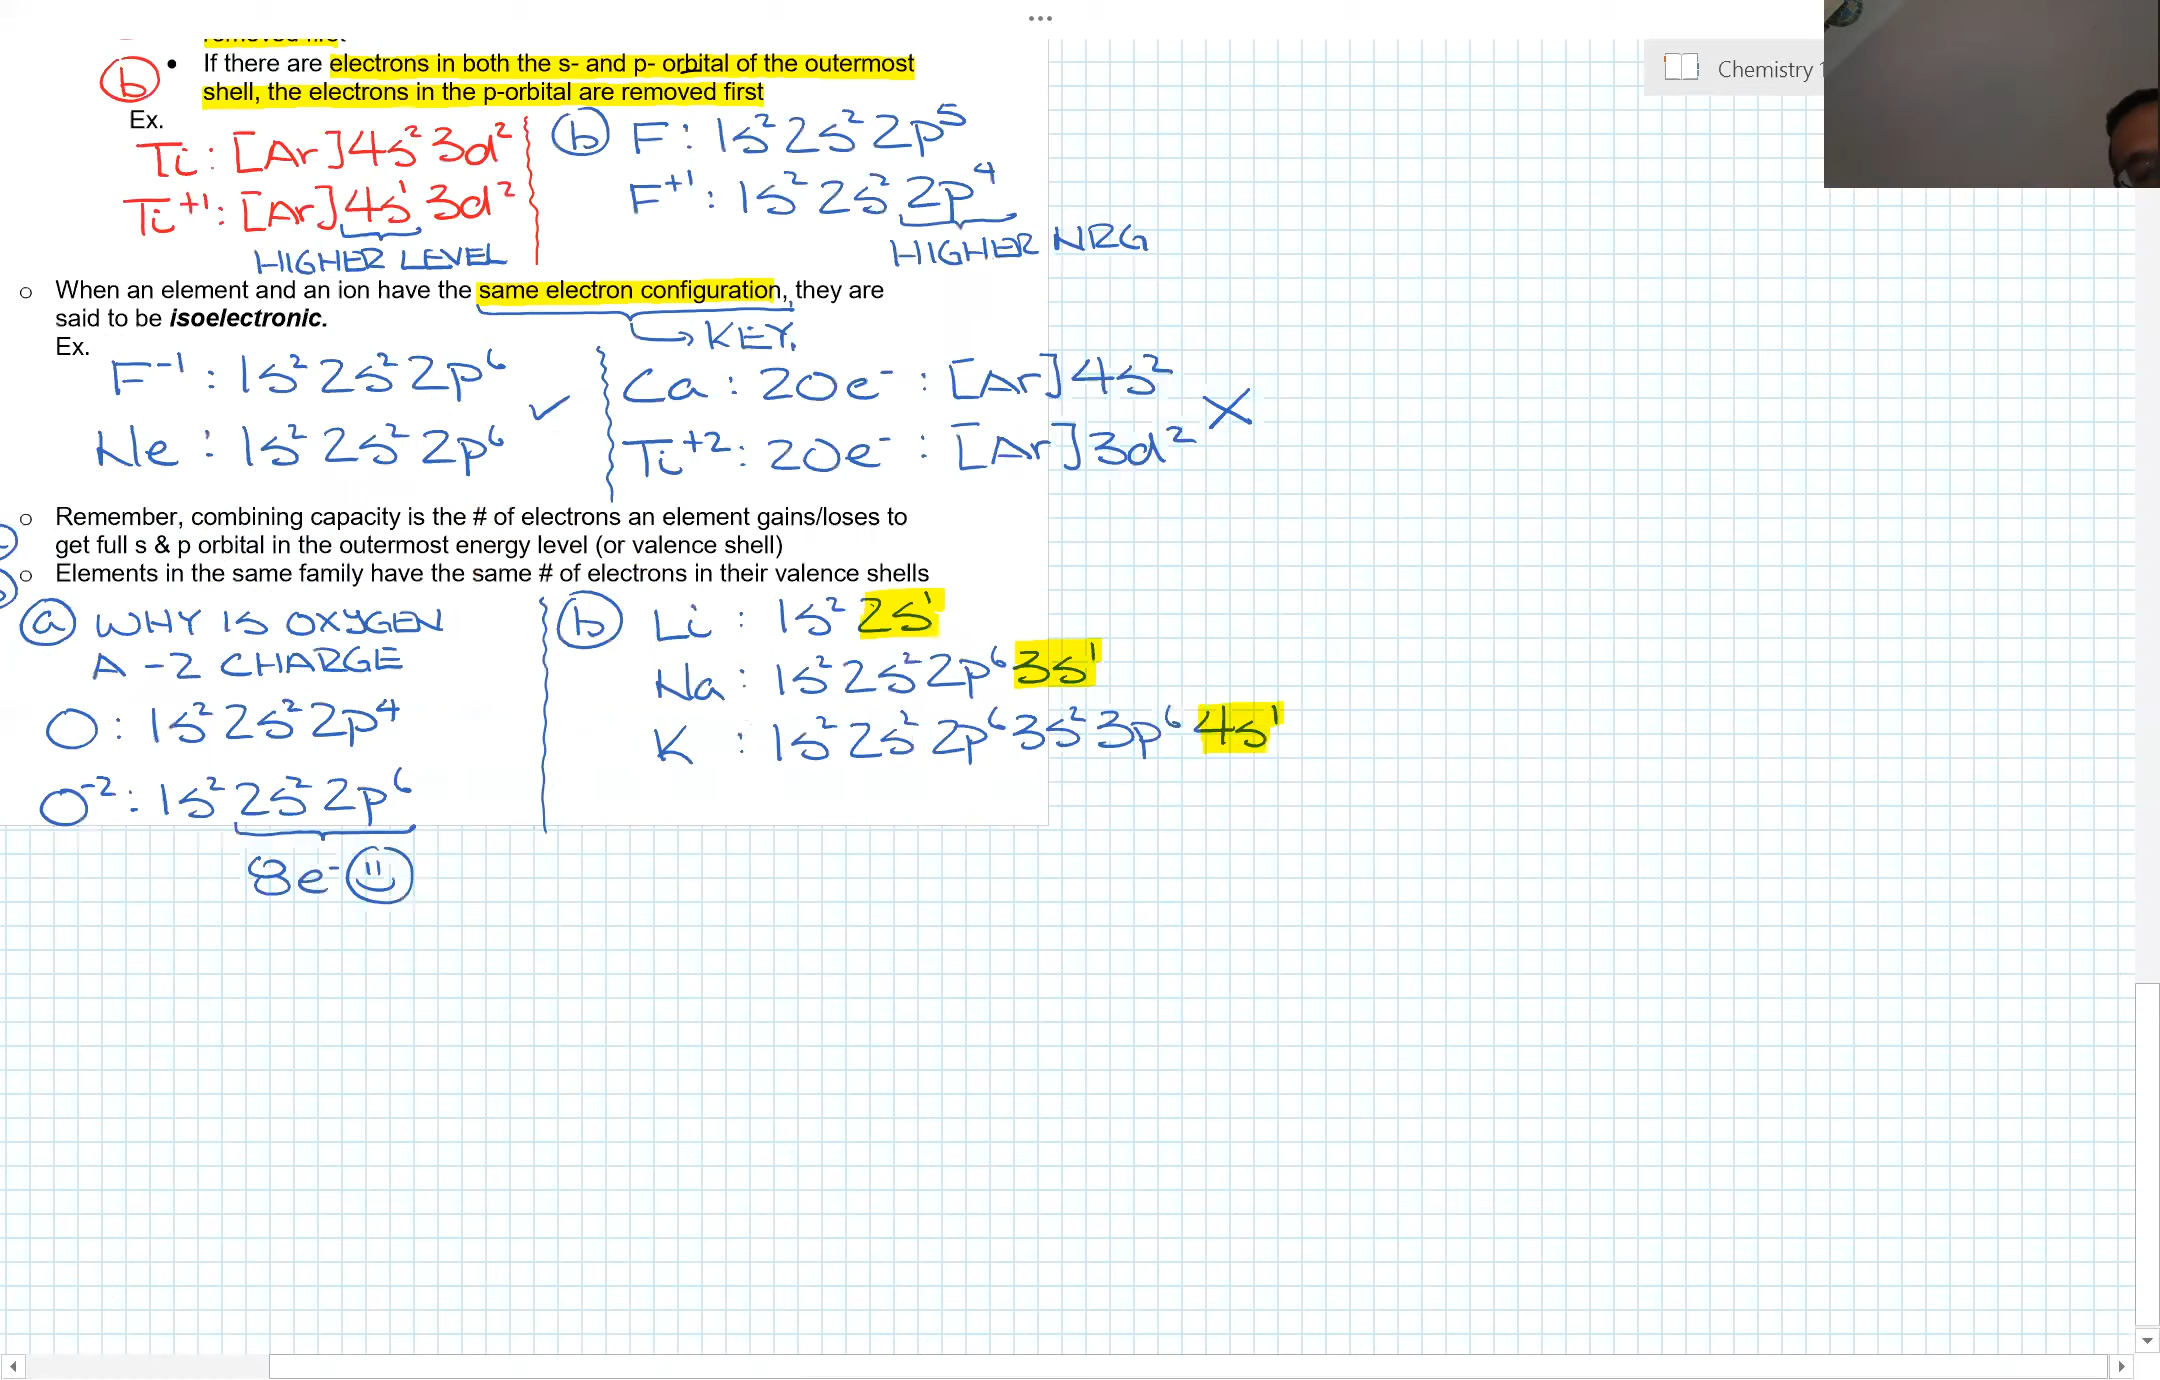 •••
Chemistry 1
removed first
ⓑ • If there are electrons in both the s- and p- orbital of the outermost
shell, the electrons in the p-orbital are removed first
Ex.
Ti : [Ar]4s² 3d²
Ti⁺¹ : [Ar]4s¹ 3d²
HIGHER LEVEL
ⓑ F : 1s² 2s² 2p⁵
F⁺¹ : 1s² 2s² 2p⁴
HIGHER NRG
o When an element and an ion have the same electron configuration, they are
said to be isoelectronic.
→ KEY.
Ex.
F⁻¹ : 1s² 2s² 2p⁶
Ne : 1s² 2s² 2p⁶ ✓
Ca : 20e⁻ : [Ar]4s²
Ti⁺² : 20e⁻ : [Ar]3d² ✗
o Remember, combining capacity is the # of electrons an element gains/loses to
get full s & p orbital in the outermost energy level (or valence shell)
o Elements in the same family have the same # of electrons in their valence shells
ⓐ WHY IS OXYGEN
A -2 CHARGE
O : 1s² 2s² 2p⁴
O⁻² : 1s² 2s² 2p⁶
8e⁻
ⓑ Li : 1s² 2s¹
Na : 1s² 2s² 2p⁶ 3s¹
K : 1s² 2s² 2p⁶ 3s² 3p⁶ 4s¹